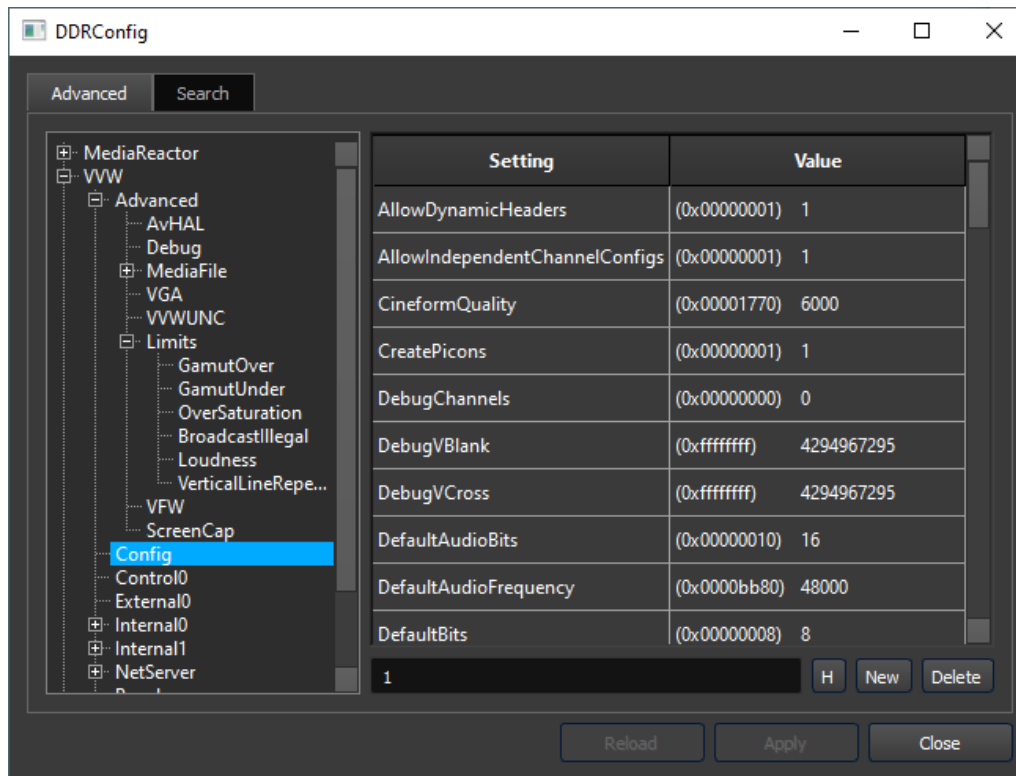 DDRConfig
Advanced
Search
MediaReactor
VVW
Advanced
AvHAL
Debug
MediaFile
VGA
VVWUNC
Limits
GamutOver
GamutUnder
OverSaturation
BroadcastIllegal
Loudness
VerticalLineRepe...
VFW
ScreenCap
Config
Control0
External0
Internal0
Internal1
NetServer
Setting Value
AllowDynamicHeaders (0x00000001) 1
AllowIndependentChannelConfigs (0x00000001) 1
CineformQuality (0x00001770) 6000
CreatePicons (0x00000001) 1
DebugChannels (0x00000000) 0
DebugVBlank (0xffffffff) 4294967295
DebugVCross (0xffffffff) 4294967295
DefaultAudioBits (0x00000010) 16
DefaultAudioFrequency (0x0000bb80) 48000
DefaultBits (0x00000008) 8
1 H New Delete
Reload Apply Close